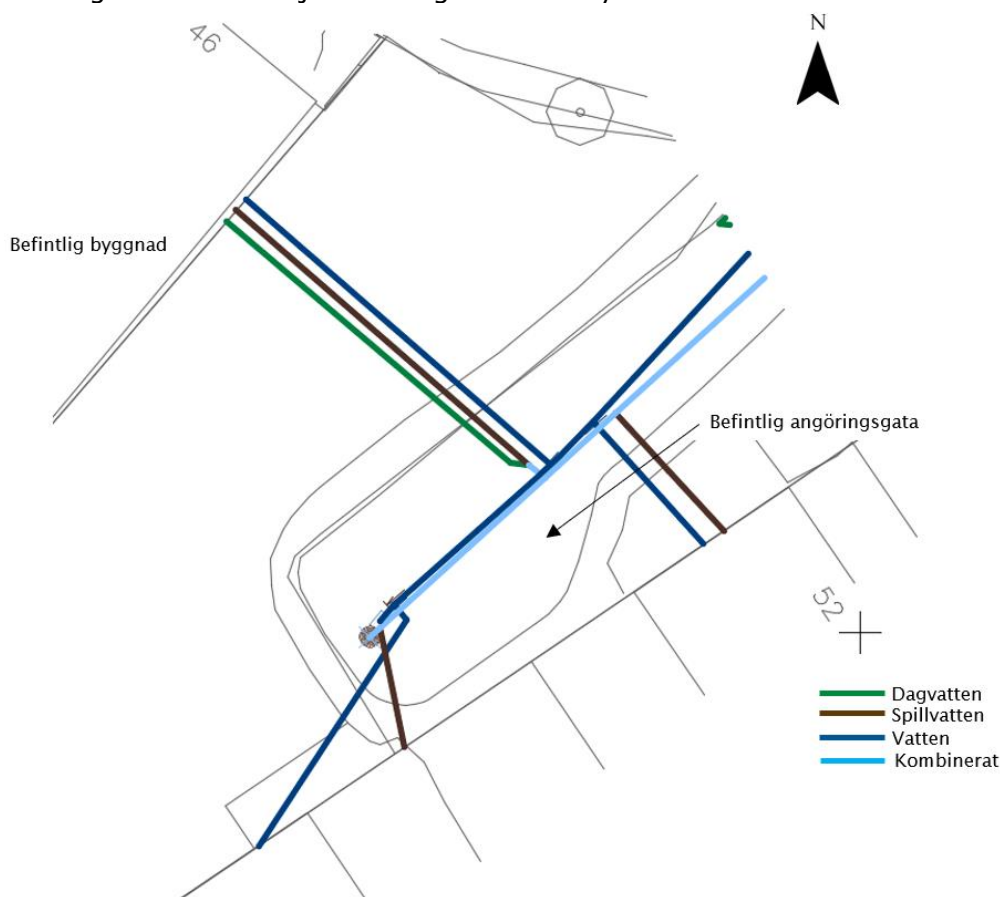 N
46
Befintlig byggnad
Befintlig angöringsgata
52
Dagvatten
Spillvatten
Vatten
Kombinerat